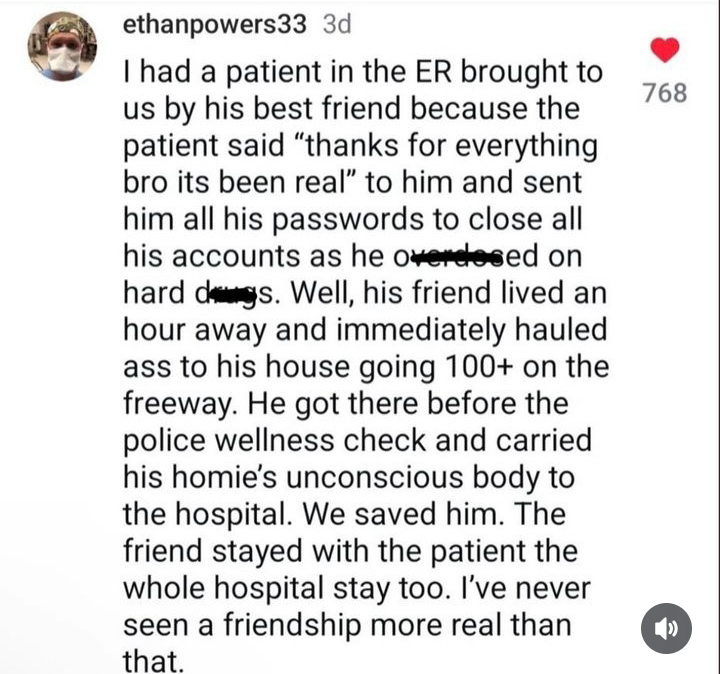 ethanpowers33 3d
I had a patient in the ER brought to
us by his best friend because the
patient said “thanks for everything
bro its been real” to him and sent
him all his passwords to close all
his accounts as he overdosed on
hard drugs. Well, his friend lived an
hour away and immediately hauled
ass to his house going 100+ on the
freeway. He got there before the
police wellness check and carried
his homie’s unconscious body to
the hospital. We saved him. The
friend stayed with the patient the
whole hospital stay too. I’ve never
seen a friendship more real than
that.
768